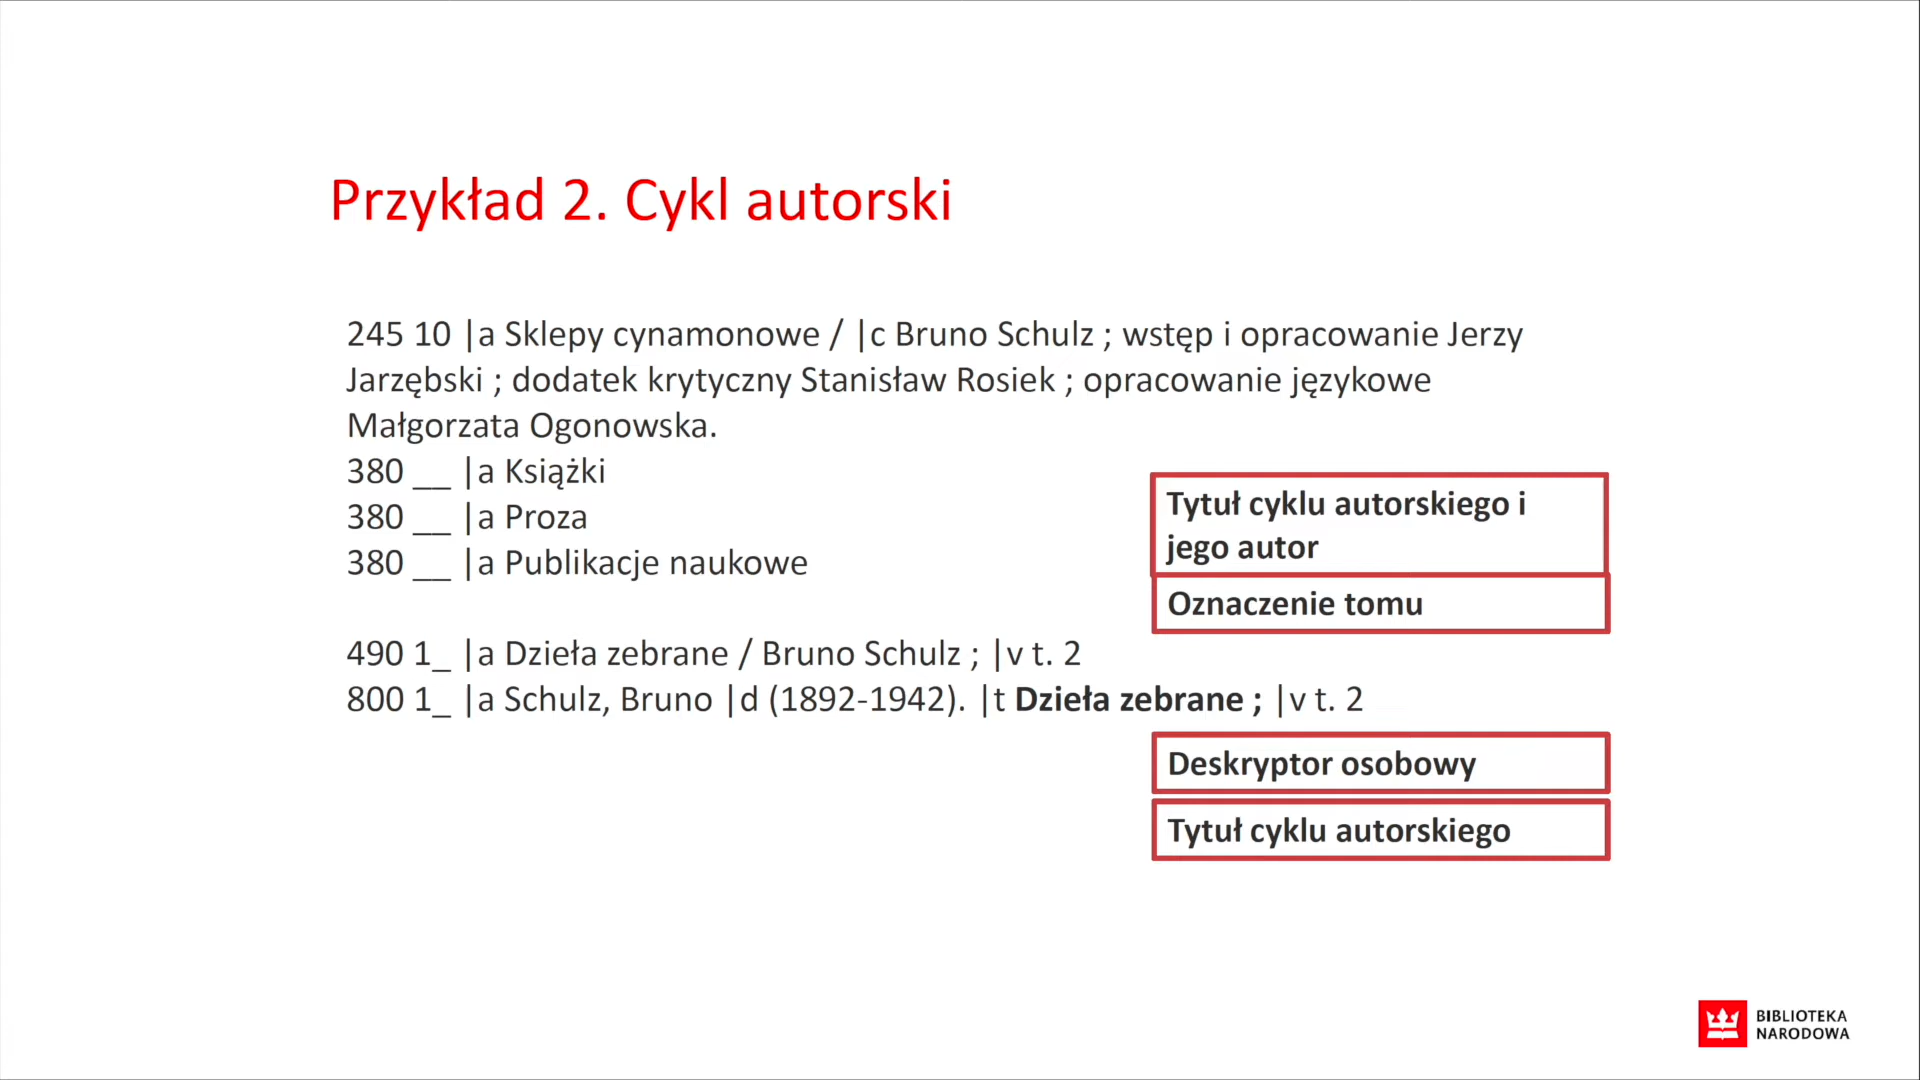 Przykład 2. Cykl autorski
245 10 |a Sklepy cynamonowe / |c Bruno Schulz ; wstęp i opracowanie Jerzy
Jarzębski ; dodatek krytyczny Stanisław Rosiek ; opracowanie językowe
Małgorzata Ogonowska.
380 __ |a Książki
380 __ |a Proza
380 __ |a Publikacje naukowe
Tytuł cyklu autorskiego i
jego autor
Oznaczenie tomu
490 1_ |a Dzieła zebrane / Bruno Schulz ; |v t. 2
800 1_ |a Schulz, Bruno |d (1892-1942). |t Dzieła zebrane ; |v t. 2
Deskryptor osobowy
Tytuł cyklu autorskiego
BIBLIOTEKA
NARODOWA